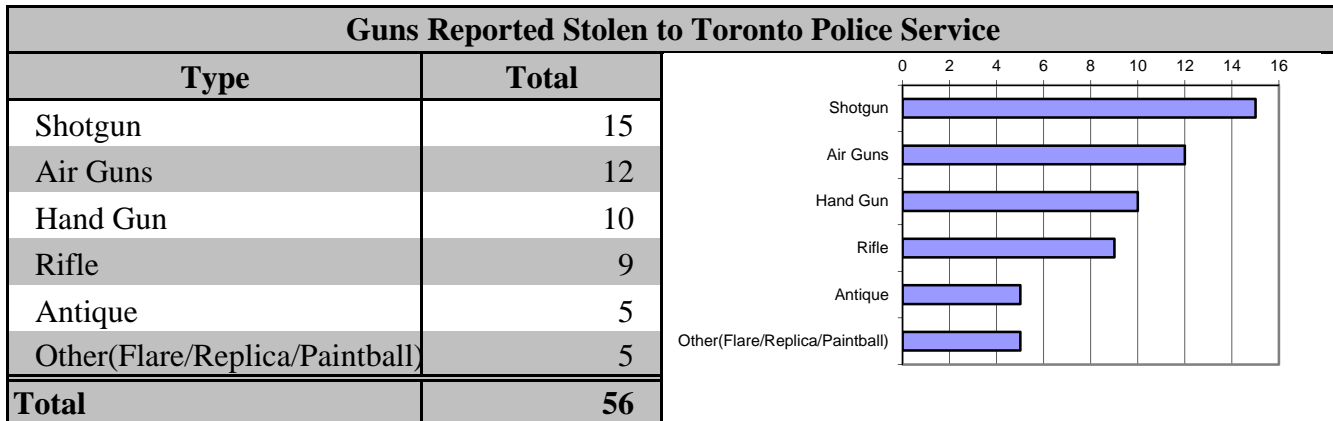 Guns Reported Stolen to Toronto Police Service
Type Total
Shotgun 15
Air Guns 12
Hand Gun 10
Rifle 9
Antique 5
Other(Flare/Replica/Paintball) 5
Total 56
0 2 4 6 8 10 12 14 16
Shotgun
Air Guns
Hand Gun
Rifle
Antique
Other(Flare/Replica/Paintball)